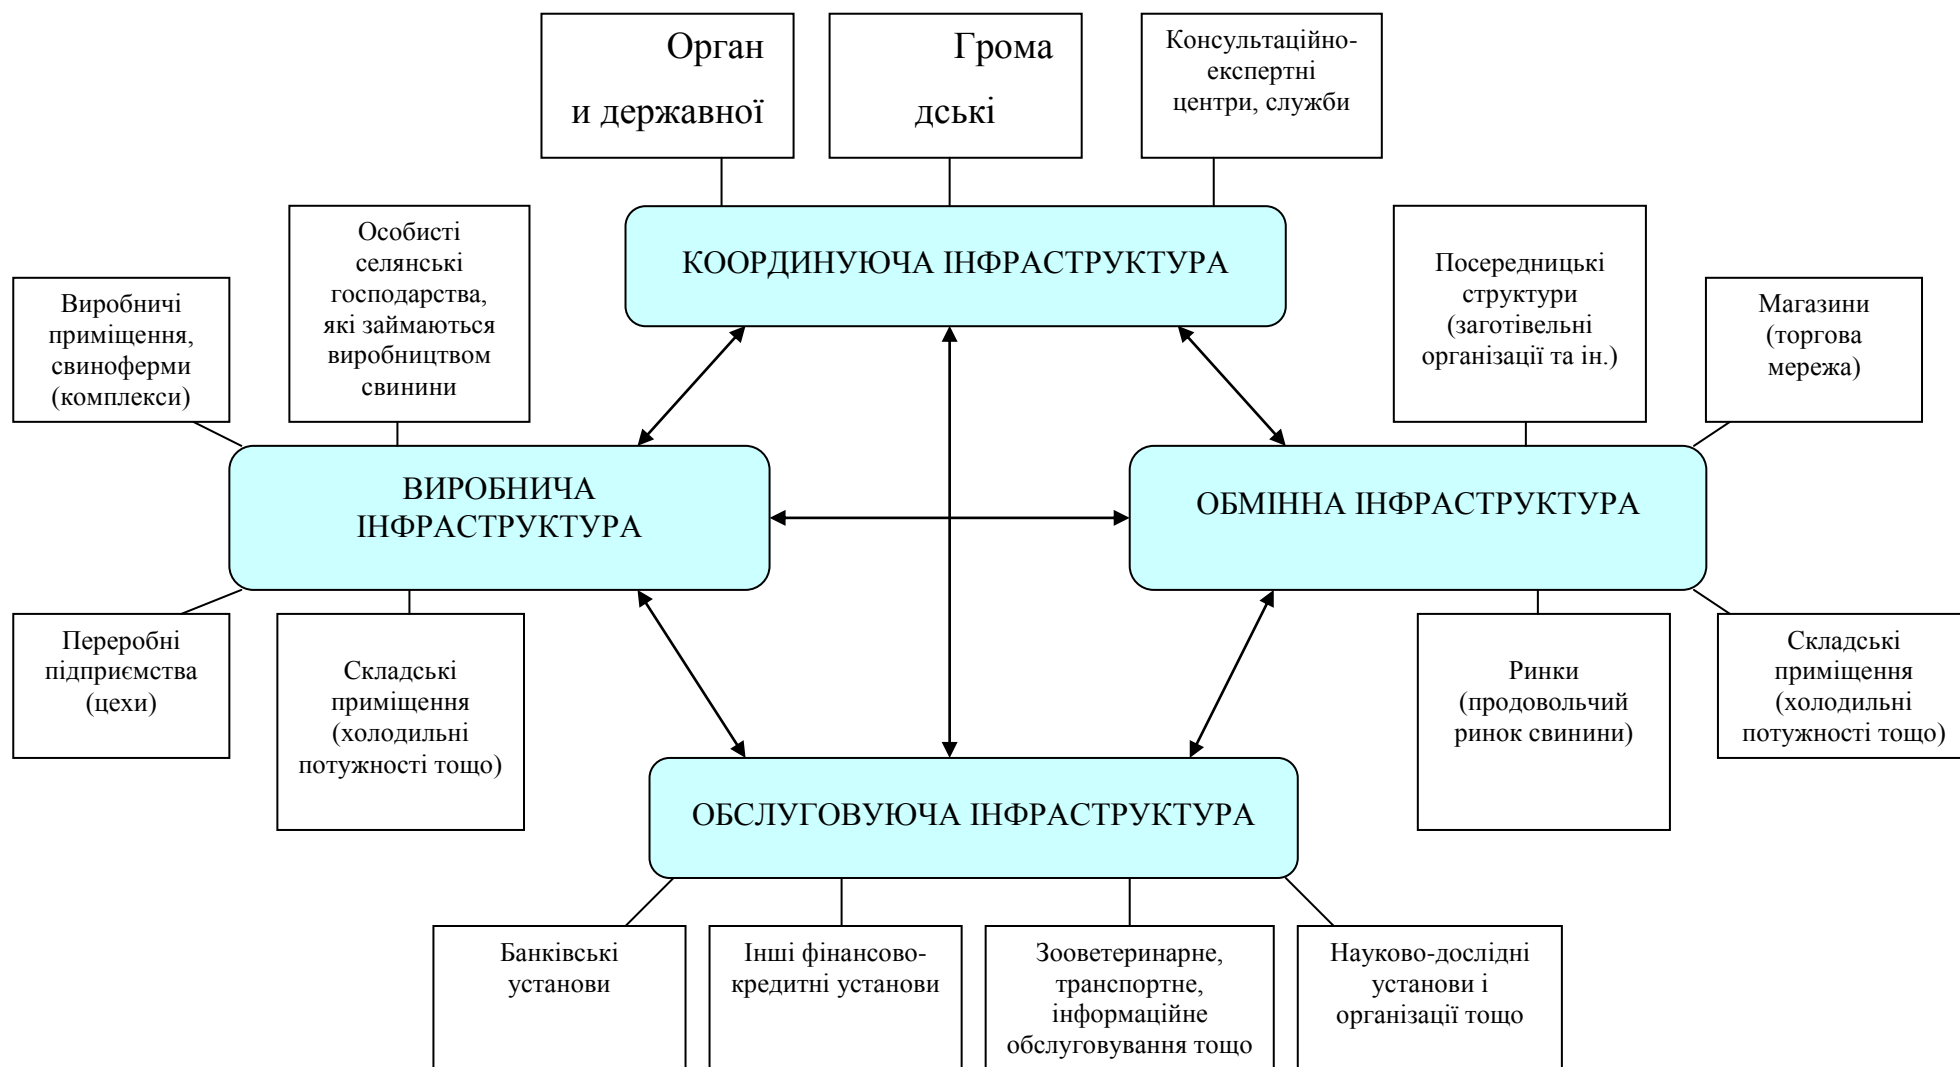 Орган
и державної
Грома
дські
Консультаційно-
експертні
центри, служби
КООРДИНУЮЧА ІНФРАСТРУКТУРА
Виробничі
приміщення,
свиноферми
(комплекси)
Особисті
селянські
господарства,
які займаються
виробництвом
свинини
Посередницькі
структури
(заготівельні
організації та ін.)
Магазини
(торгова
мережа)
ВИРОБНИЧА
ІНФРАСТРУКТУРА
ОБМІННА ІНФРАСТРУКТУРА
Переробні
підприємства
(цехи)
Складські
приміщення
(холодильні
потужності тощо)
Ринки
(продовольчий
ринок свинини)
Складські
приміщення
(холодильні
потужності тощо)
ОБСЛУГОВУЮЧА ІНФРАСТРУКТУРА
Банківські
установи
Інші фінансово-
кредитні установи
Зооветеринарне,
транспортне,
інформаційне
обслуговування тощо
Науково-дослідні
установи і
організації тощо